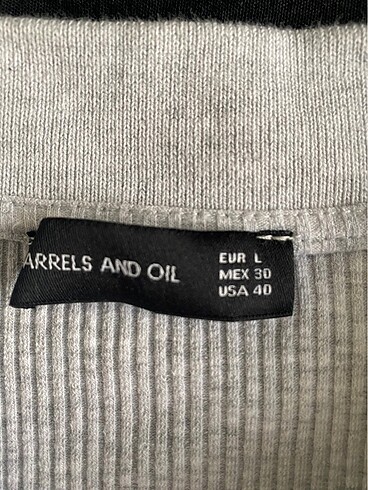 ARRELS AND OIL
EUR L
MEX 30
USA 40